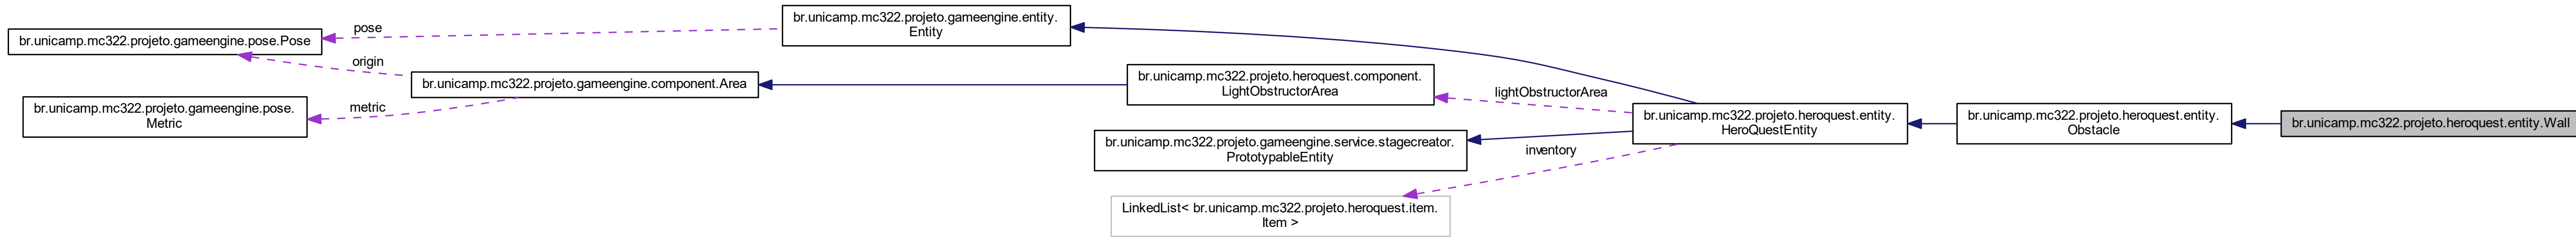 br.unicamp.mc322.projeto.gameengine.pose.Pose
pose
br.unicamp.mc322.projeto.gameengine.entity.
Entity
origin
br.unicamp.mc322.projeto.gameengine.component.Area
br.unicamp.mc322.projeto.gameengine.pose.
Metric
metric
br.unicamp.mc322.projeto.heroquest.component.
LightObstructorArea
lightObstructorArea
br.unicamp.mc322.projeto.gameengine.service.stagecreator.
PrototypableEntity
inventory
LinkedList< br.unicamp.mc322.projeto.heroquest.item.
Item >
br.unicamp.mc322.projeto.heroquest.entity.
HeroQuestEntity
br.unicamp.mc322.projeto.heroquest.entity.
Obstacle
br.unicamp.mc322.projeto.heroquest.entity.Wall